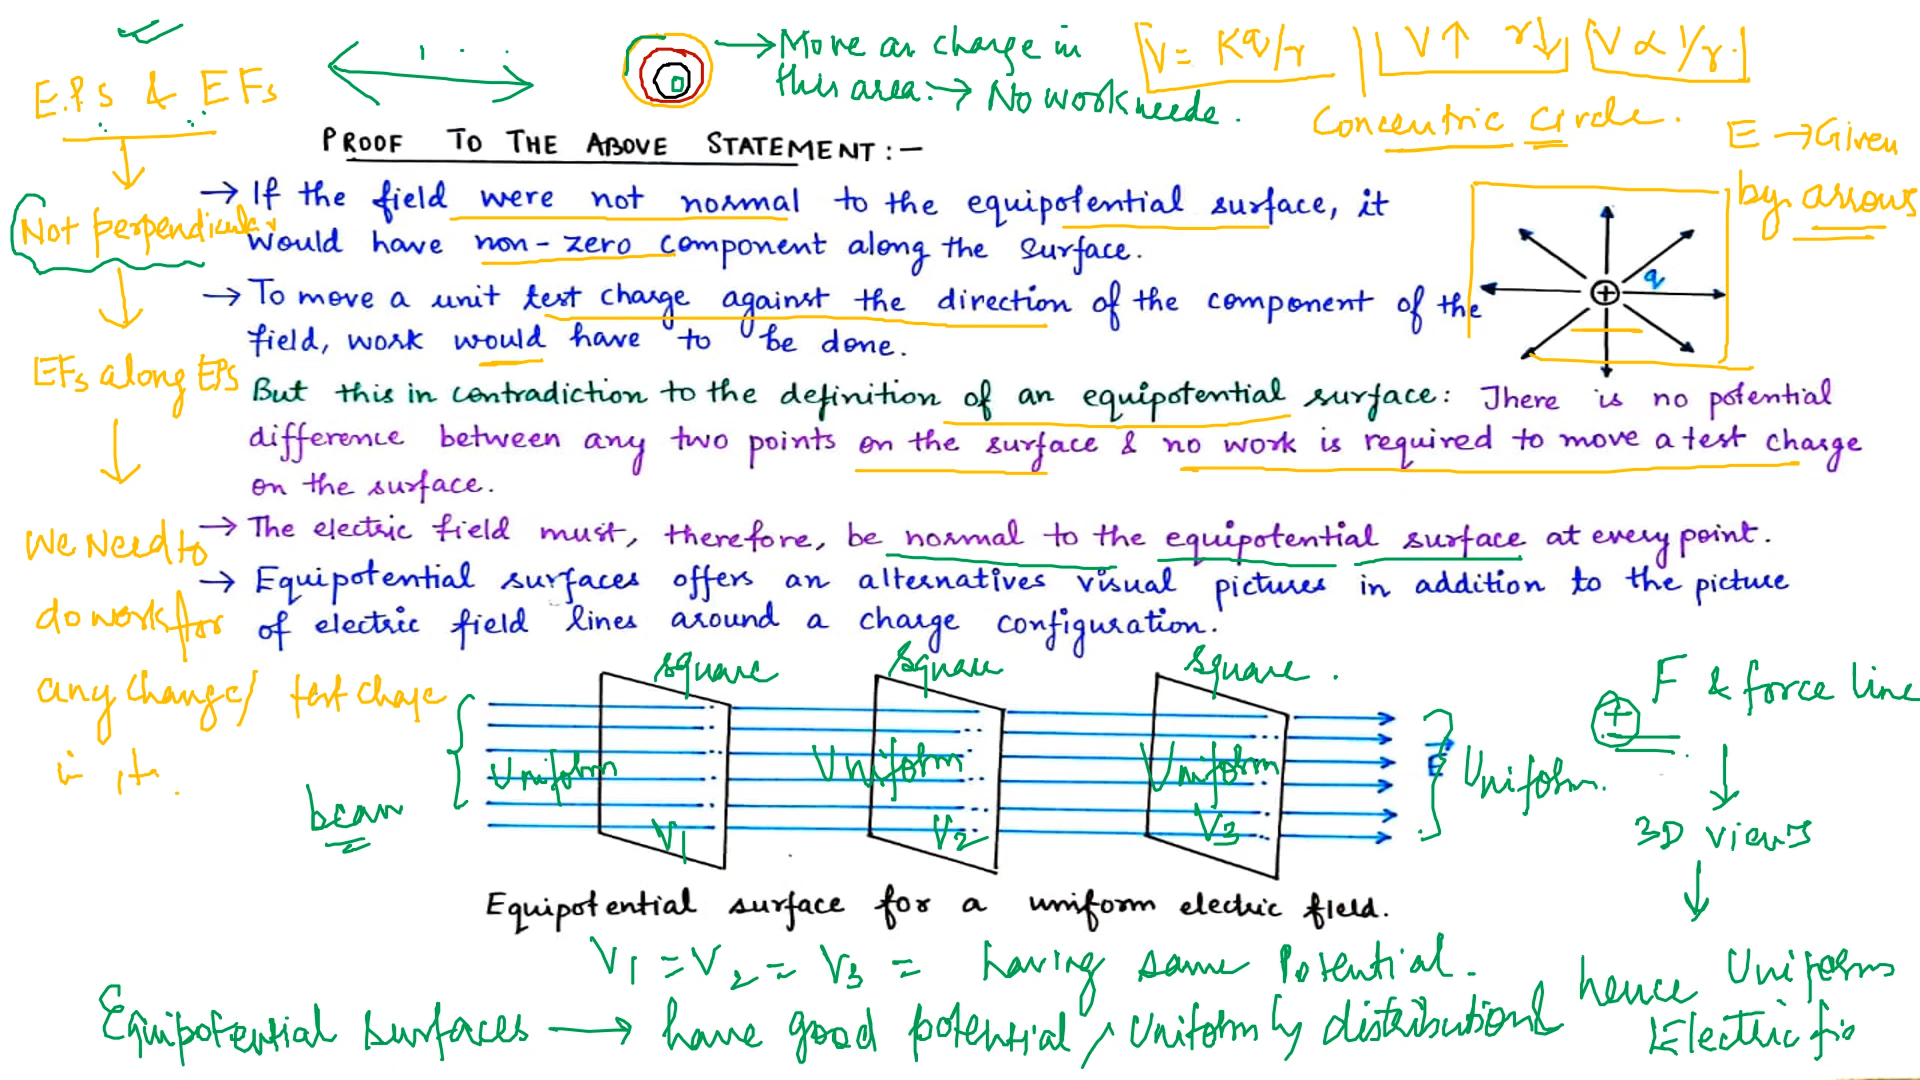 E.P.S & EFs
Not perpendicular
EFs along EPs
We Need to
do work for
any change/ test charge
in it.
→ Move a charge in
this area. → No work neede.
V = Kq/r | V↑ r↓ | V ∝ 1/r.
Concentric Circle.
E → Given
by arrows
PROOF TO THE ABOVE STATEMENT:-
→ If the field were not normal to the equipotential surface, it
would have non-zero component along the surface.
→ To move a unit test charge against the direction of the component of the
field, work would have to be done.
q
But this in contradiction to the definition of an equipotential surface: There is no potential
difference between any two points on the surface & no work is required to move a test charge
on the surface.
→ The electric field must, therefore, be normal to the equipotential surface at every point.
→ Equipotential surfaces offers an alternatives visual pictures in addition to the picture
of electric field lines around a charge configuration.
square square square.
Uniform Uniform Uniform E Uniform.
beam
V1 V2 V3
F & force line
3D views
Equipotential surface for a uniform electric field.
V1 = V2 = V3 = having same Potential.
Equipotential surfaces → have good potential, Uniformly distribution &
hence Uniforms
Electric fi